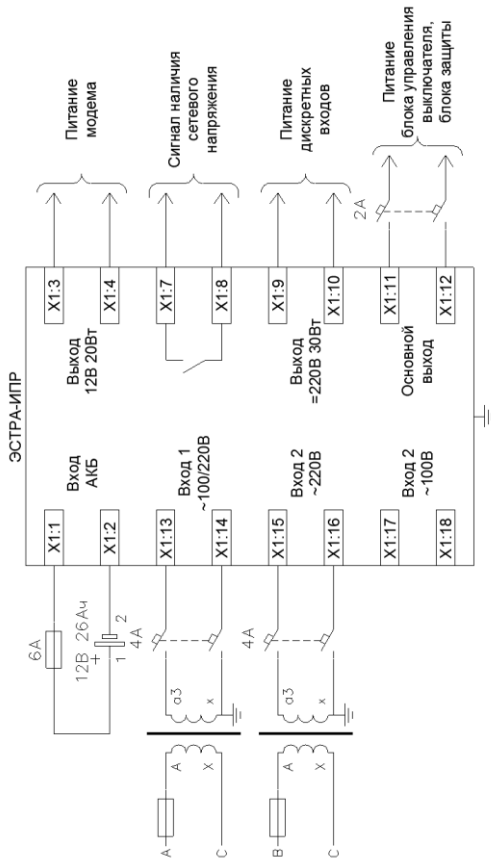 ЭСТРА-ИПР
6А
12В 26Ач
+
1
2
X1:1
X1:2
Вход
АКБ
Выход
12В 20Вт
X1:3
X1:4
Питание
модема
A
C
A
X
a3
x
4А
X1:13
X1:14
Вход 1
~100/220В
X1:7
X1:8
Сигнал наличия
сетевого
напряжения
B
C
A
X
a3
x
4А
X1:15
X1:16
Вход 2
~220В
Выход
=220В 30Вт
X1:9
X1:10
Питание
дискретных
входов
X1:17
X1:18
Вход 2
~100В
Основной
выход
X1:11
X1:12
2А
Питание
блока управления
выключателя,
блока защиты